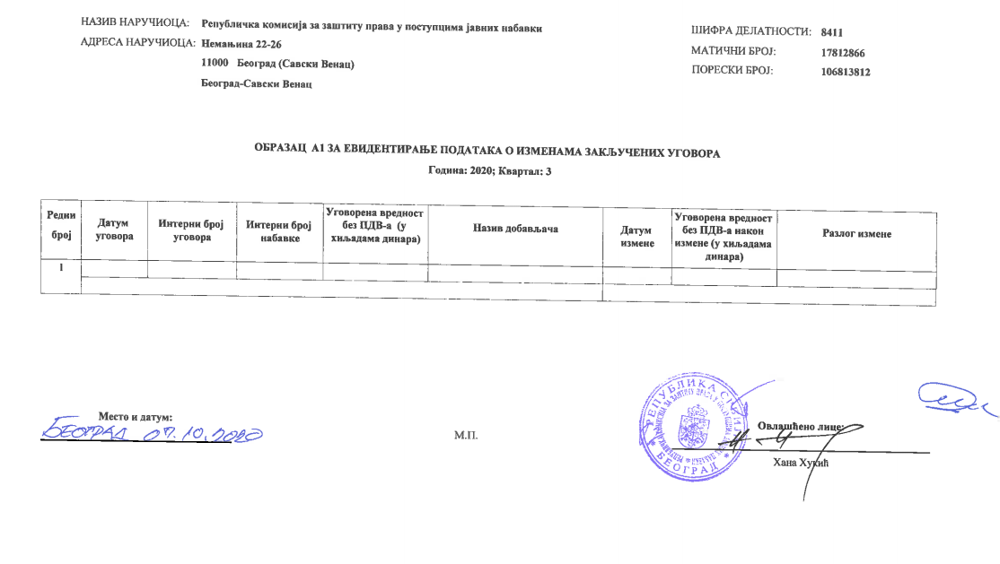 НАЗИВ НАРУЧИОЦА: Републичка комисија за заштиту права у поступцима јавних набавки
АДРЕСА НАРУЧИОЦА: Немањина 22-26
11000 Београд (Савски Венац)
Београд-Савски Венац
ШИФРА ДЕЛАТНОСТИ: 8411
МАТИЧНИ БРОЈ: 17812866
ПОРЕСКИ БРОЈ: 106813812
ОБРАЗАЦ А1 ЗА ЕВИДЕНТИРАЊЕ ПОДАТАКА О ИЗМЕНАМА ЗАКЉУЧЕНИХ УГОВОРА
Година: 2020; Квартал: 3
Редни
број
Датум
уговора
Интерни број
уговора
Интерни број
набавке
Уговорена вредност
без ПДВ-а (у
хиљадама динара)
Назив добављача
Датум
измене
Уговорена вредност
без ПДВ-а након
измене (у хиљадама
динара)
Разлог измене
1
Место и датум:
БЕОГРАД 07.10.2020
М.П.
РЕПУБЛИКА СРБИЈА
БЕОГРАД
Овлашћено лице:
Хана Хукић